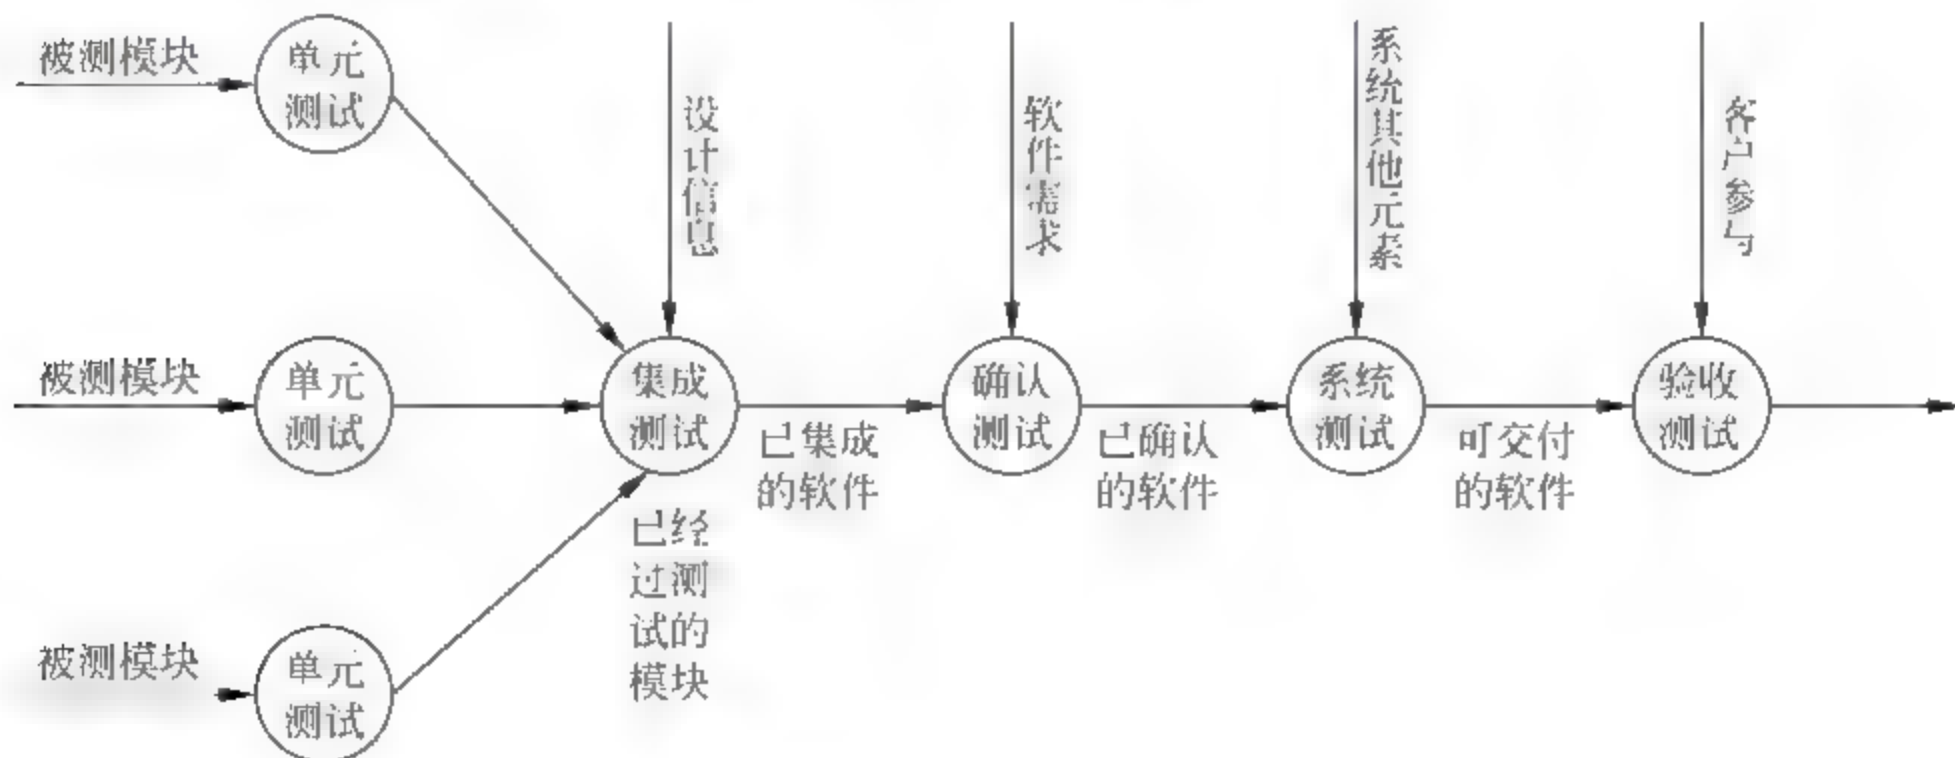 被测模块
单元
测试
设计信息
软件需求
系统其他元素
客户参与
被测模块
单元
测试
集成
测试
已集成
的软件
确认
测试
已确认
的软件
系统
测试
可交付
的软件
验收
测试
已经
过测
试的
模块
被测模块
单元
测试